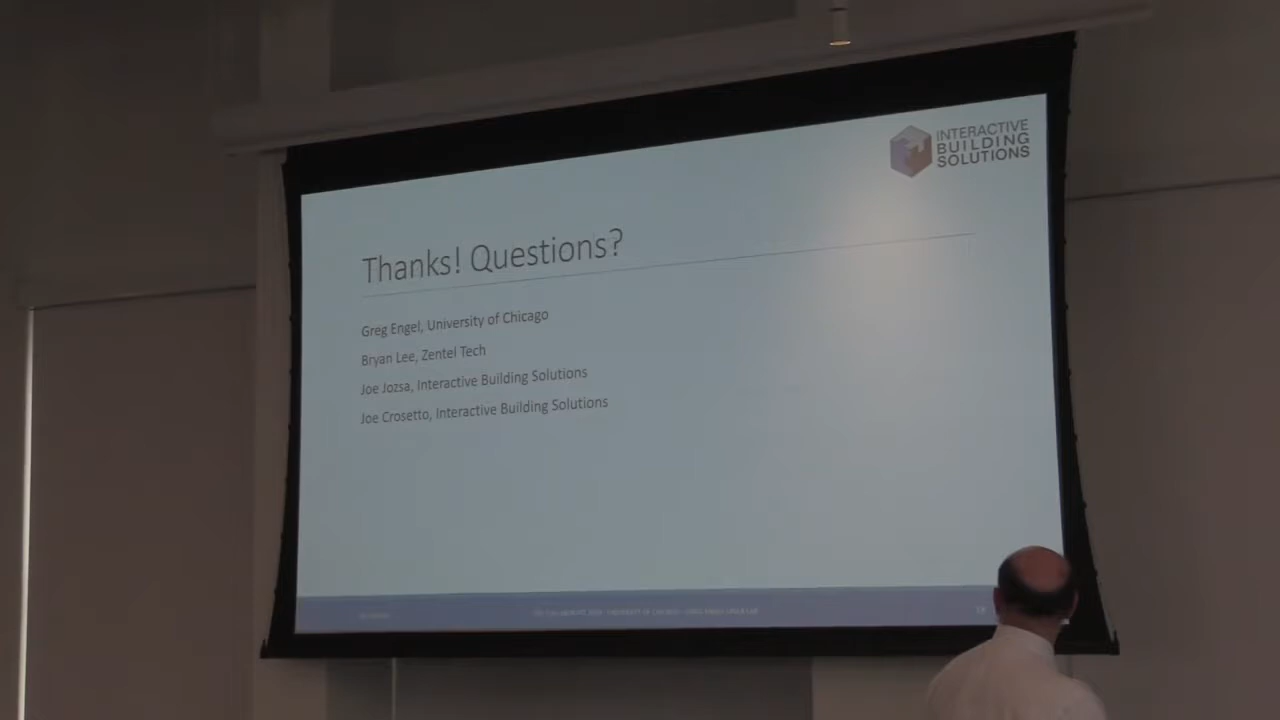 INTERACTIVE
BUILDING
SOLUTIONS
Thanks! Questions?
Greg Engel, University of Chicago
Bryan Lee, Zentel Tech
Joe Jozsa, Interactive Building Solutions
Joe Crosetto, Interactive Building Solutions